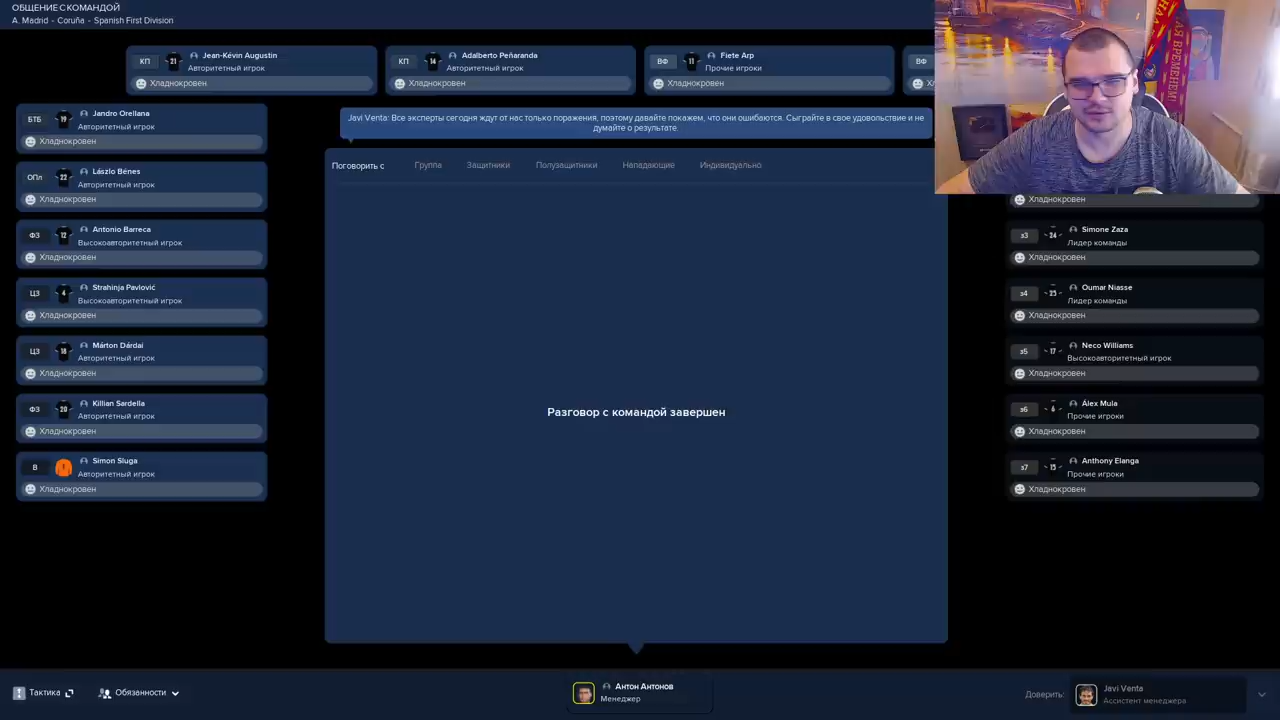 ОБЩЕНИЕ С КОМАНДОЙ
A. Madrid - Coruña - Spanish First Division
КП 21 Jean-Kévin Augustin
Авторитетный игрок
Хладнокровен
КП 14 Adalberto Peñaranda
Авторитетный игрок
Хладнокровен
ВФ 11 Fiete Arp
Прочие игроки
Хладнокровен
ВФ
БТБ 19 Jandro Orellana
Авторитетный игрок
Хладнокровен
ОПл 22 László Bénes
Авторитетный игрок
Хладнокровен
ФЗ 12 Antonio Barreca
Высокоавторитетный игрок
Хладнокровен
ЦЗ 4 Strahinja Pavlović
Высокоавторитетный игрок
Хладнокровен
ЦЗ 18 Márton Dárdai
Авторитетный игрок
Хладнокровен
ФЗ 20 Killian Sardella
Авторитетный игрок
Хладнокровен
В 1 Simon Sluga
Авторитетный игрок
Хладнокровен
Javi Venta: Все эксперты сегодня ждут от нас только поражения, поэтому давайте покажем, что они ошибаются. Сыграйте в свое удовольствие и не
думайте о результате.
Поговорить с Группа Защитники Полузащитники Нападающие Индивидуально
Разговор с командой завершен
Хладнокровен
з3 24 Simone Zaza
Лидер команды
Хладнокровен
з4 25 Oumar Niasse
Лидер команды
Хладнокровен
з5 17 Neco Williams
Высокоавторитетный игрок
Хладнокровен
з6 6 Álex Mula
Прочие игроки
Хладнокровен
з7 15 Anthony Elanga
Прочие игроки
Хладнокровен
Тактика Обязанности
Антон Антонов
Менеджер
Доверить: Javi Venta
Ассистент менеджера